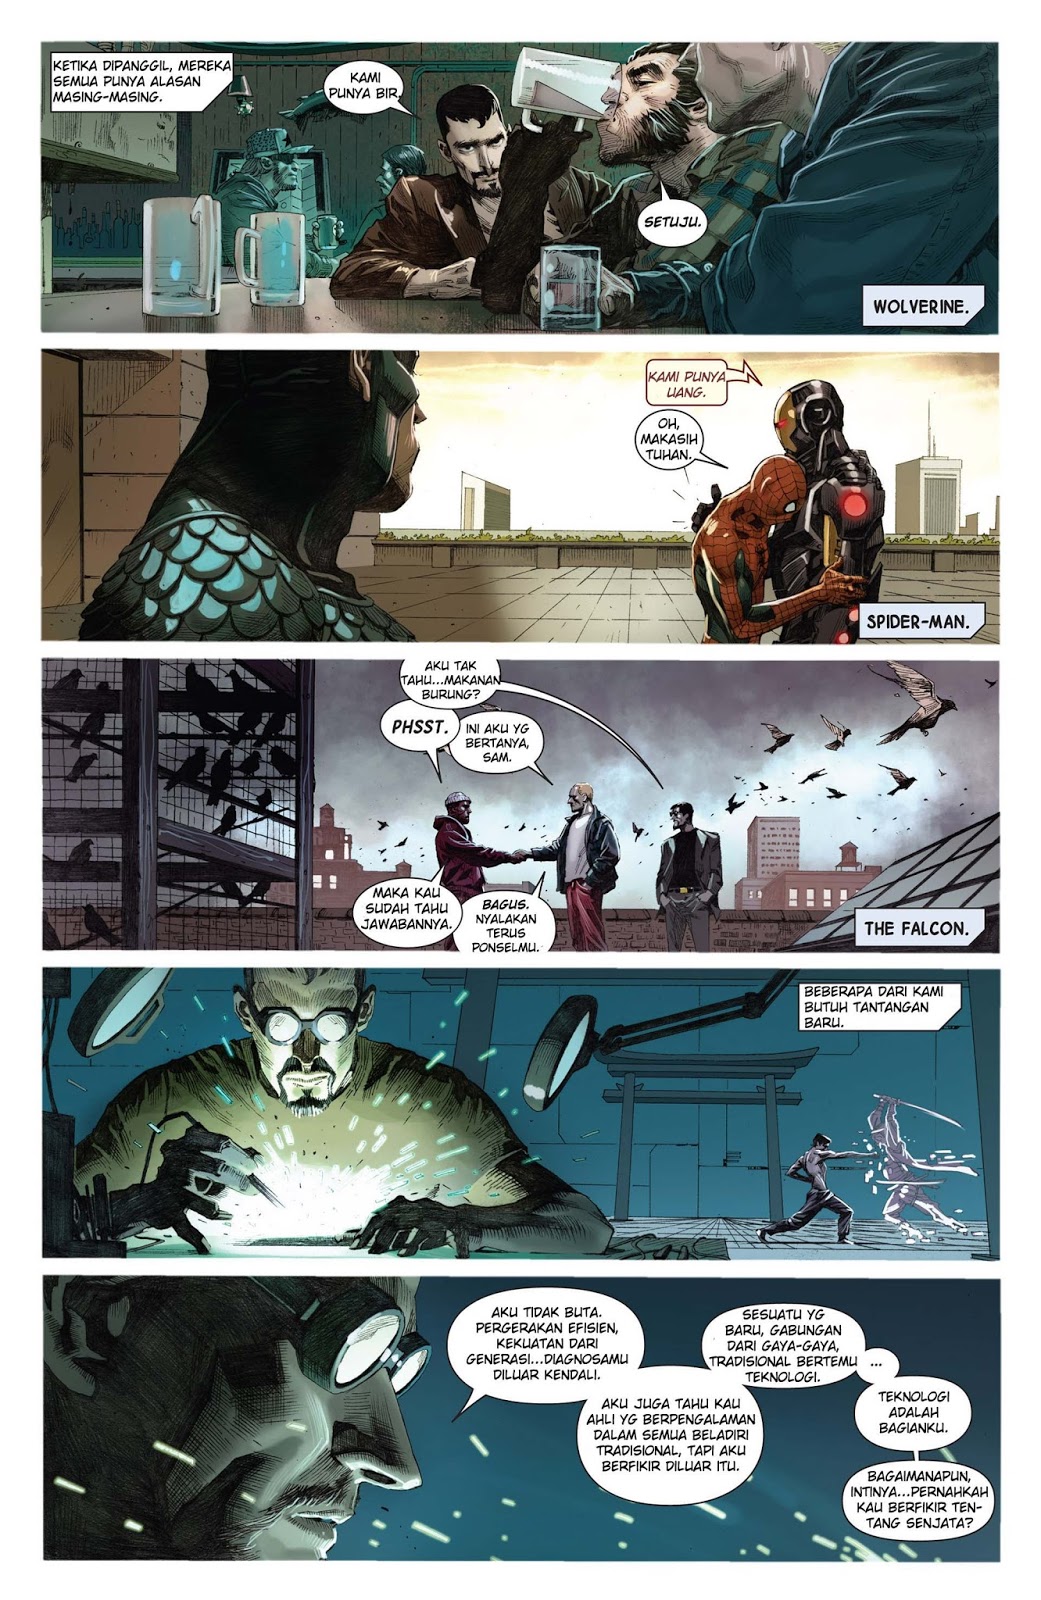 KETIKA DIPANGGIL, MEREKA
SEMUA PUNYA ALASAN
MASING-MASING.
KAMI
PUNYA BIR.
SETUJU.
WOLVERINE.
KAMI PUNYA
UANG.
OH,
MAKASIH
TUHAN.
SPIDER-MAN.
AKU TAK
TAHU...MAKANAN
BURUNG?
PHSST.
INI AKU YG
BERTANYA,
SAM.
MAKA KAU
SUDAH TAHU
JAWABANNYA.
BAGUS.
NYALAKAN
TERUS
PONSELMU.
THE FALCON.
BEBERAPA DARI KAMI
BUTUH TANTANGAN
BARU.
AKU TIDAK BUTA.
PERGERAKAN EFISIEN,
KEKUATAN DARI
GENERASI...DIAGNOSAMU
DILUAR KENDALI.
AKU JUGA TAHU KAU
AHLI YG BERPENGALAMAN
DALAM SEMUA BELADIRI
TRADISIONAL, TAPI AKU
BERFIKIR DILUAR ITU.
SESUATU YG
BARU, GABUNGAN
DARI GAYA-GAYA,
TRADISIONAL BERTEMU
TEKNOLOGI.
...
TEKNOLOGI
ADALAH
BAGIANKU.
BAGAIMANAPUN,
INTINYA...PERNAHKAH
KAU BERFIKIR TEN-
TANG SENJATA?